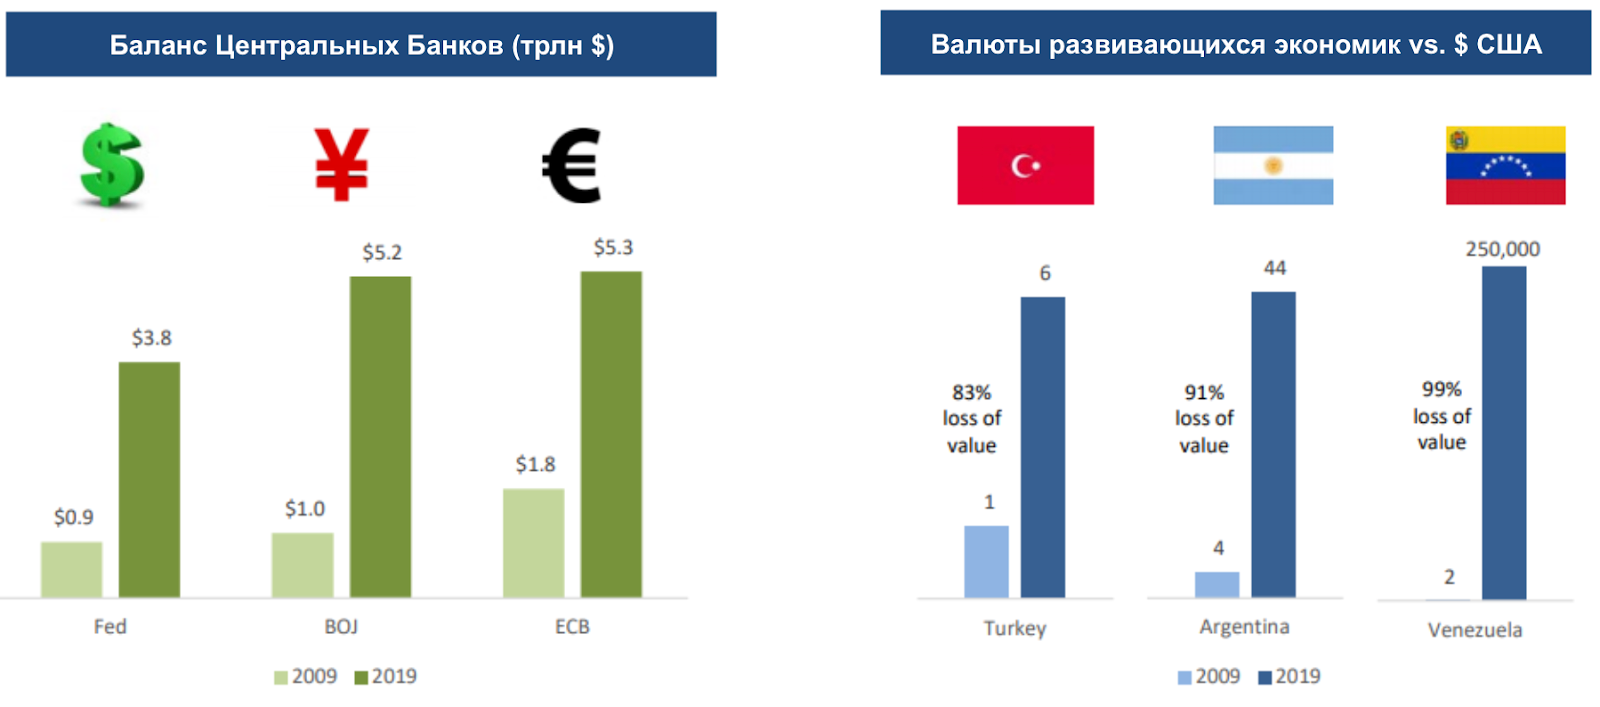 Баланс Центральных Банков (трлн $)
$
¥
€
$0.9
$3.8
$1.0
$5.2
$1.8
$5.3
Fed
BOJ
ECB
2009
2019
Валюты развивающихся экономик vs. $ США
83%
loss of
value
1
6
91%
loss of
value
4
44
99%
loss of
value
2
250,000
Turkey
Argentina
Venezuela
2009
2019